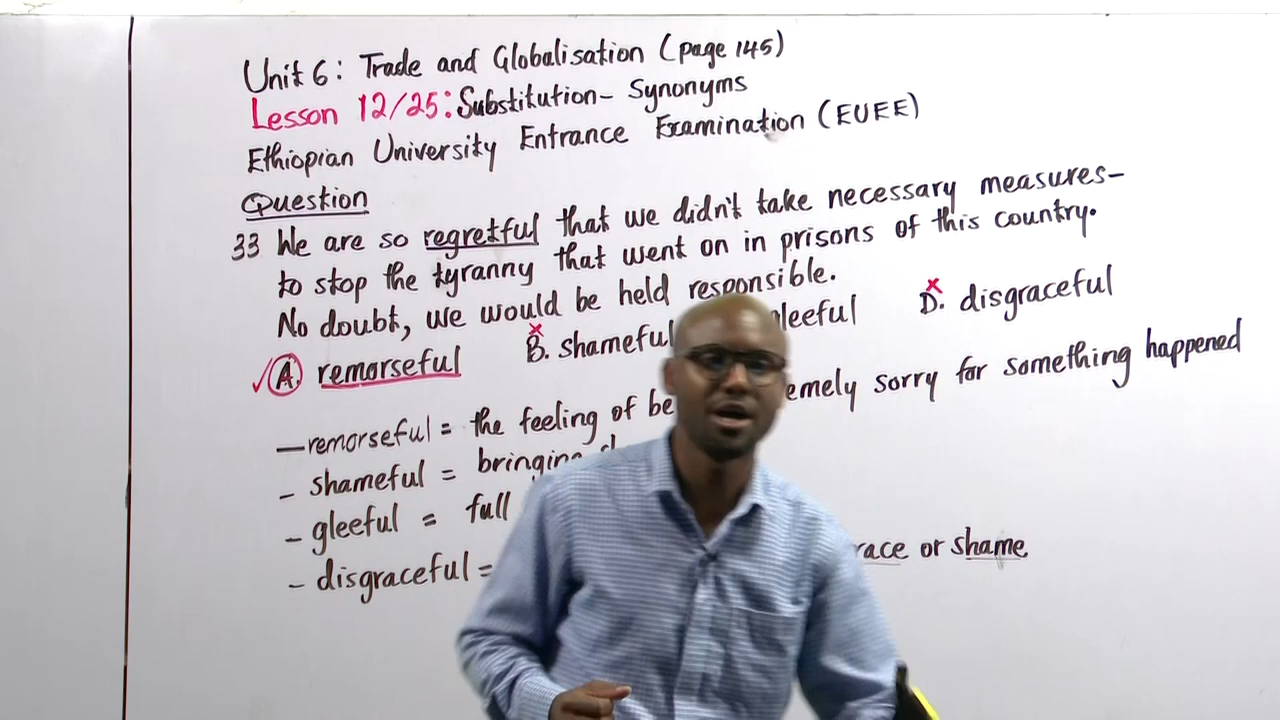 Unit 6: Trade and Globalisation (page 145)
Lesson 12/25: Substitution- Synonyms
Ethiopian University Entrance Examination (EUEE)
Question
33 We are so regretful that we didn't take necessary measures-
to stop the tyranny that went on in prisons of this country.
No doubt, we would be held responsible.
A. remorseful B. shameful gleeful D. disgraceful
- remorseful = the feeling of be emely sorry for something happened
- shameful = bringing
- gleeful = full
- disgraceful = race or shame